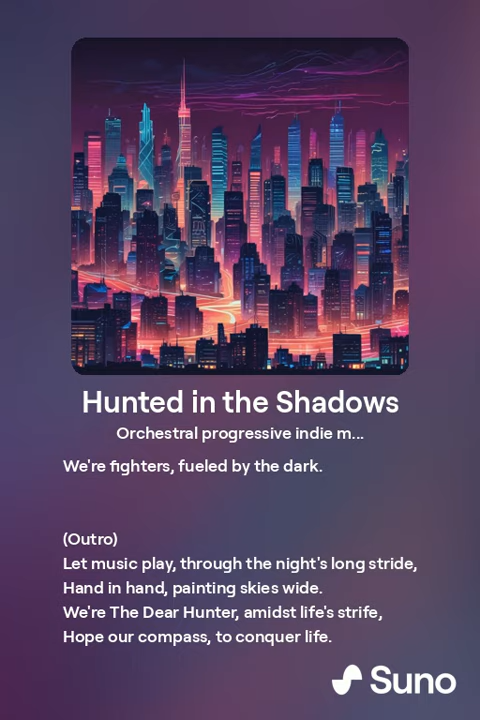 Hunted in the Shadows
Orchestral progressive indie m...
We're fighters, fueled by the dark.
(Outro)
Let music play, through the night's long stride,
Hand in hand, painting skies wide.
We're The Dear Hunter, amidst life's strife,
Hope our compass, to conquer life.
Suno